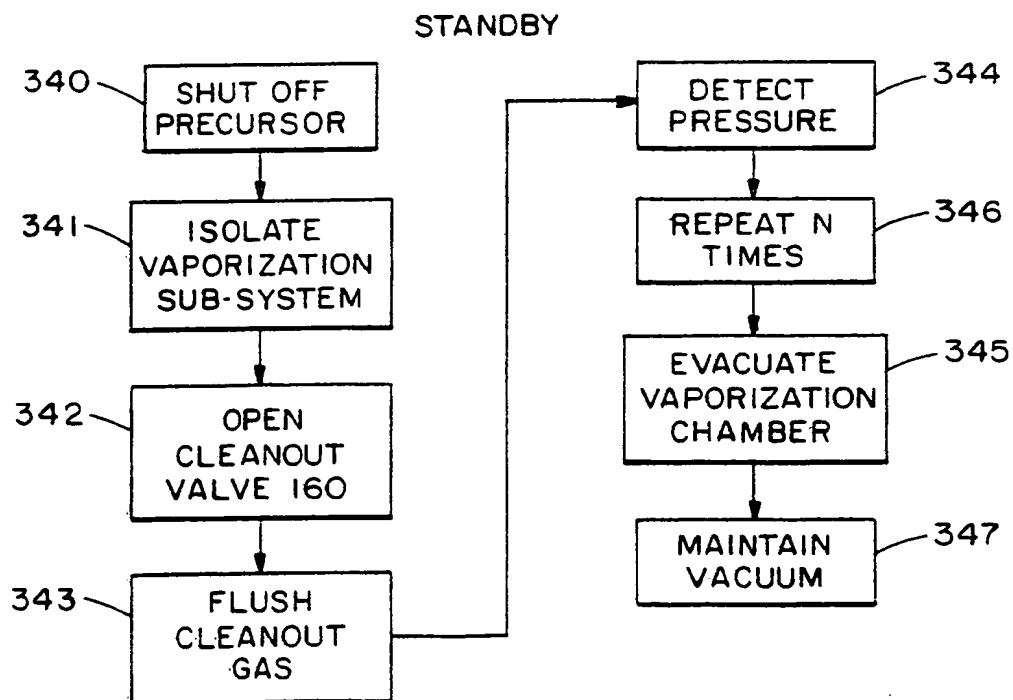 STANDBY
340
SHUT OFF
PRECURSOR
341
ISOLATE
VAPORIZATION
SUB-SYSTEM
342
OPEN
CLEANOUT
VALVE 160
343
FLUSH
CLEANOUT
GAS
344
DETECT
PRESSURE
346
REPEAT N
TIMES
345
EVACUATE
VAPORIZATION
CHAMBER
347
MAINTAIN
VACUUM